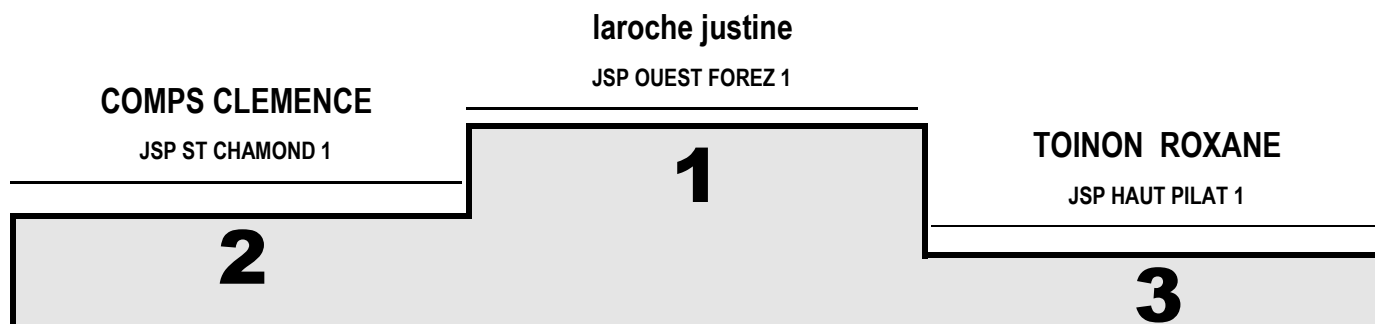 laroche justine
JSP OUEST FOREZ 1
COMPS CLEMENCE
JSP ST CHAMOND 1
TOINON  ROXANE
JSP HAUT PILAT 1
1
2
3